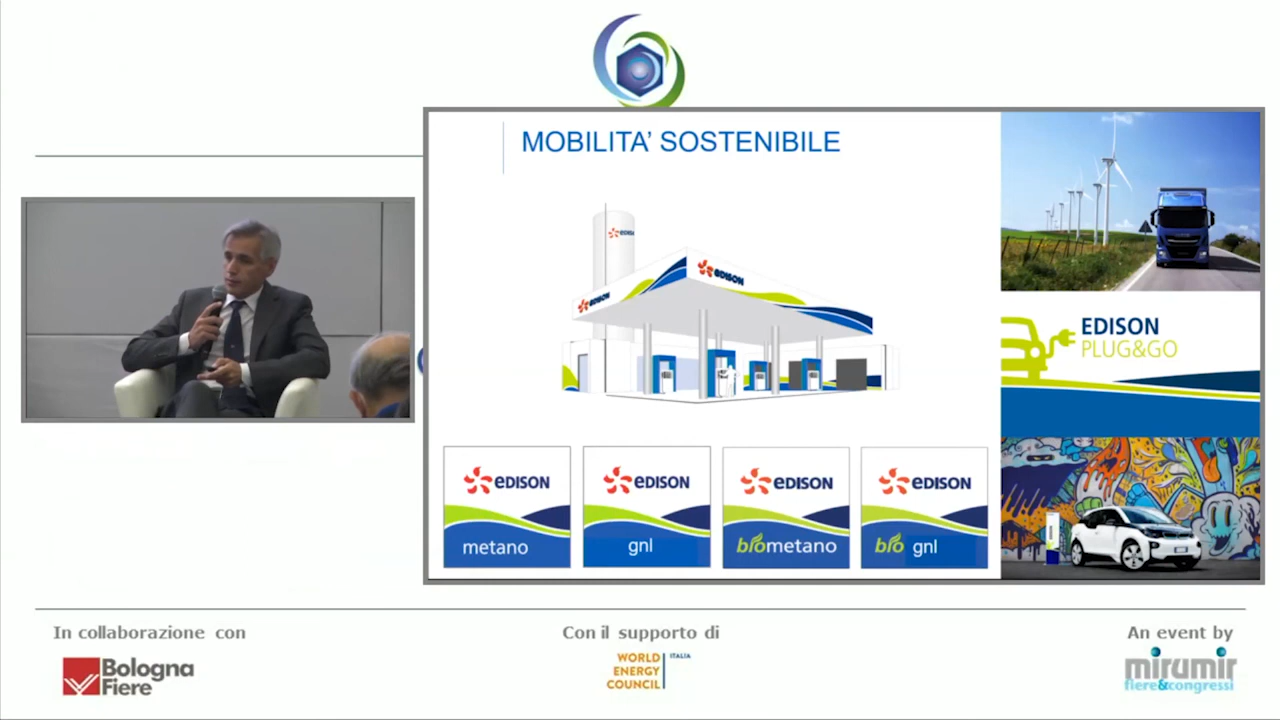 MOBILITA’ SOSTENIBILE
EDISON
EDISON
EDISON
EDISON
PLUG&GO
EDISON
metano
EDISON
gnl
EDISON
biometano
EDISON
bio gnl
In collaborazione con
Bologna
Fiere
Con il supporto di
WORLD
ENERGY
COUNCIL
ITALIA
An event by
mirumir
fiere&congressi